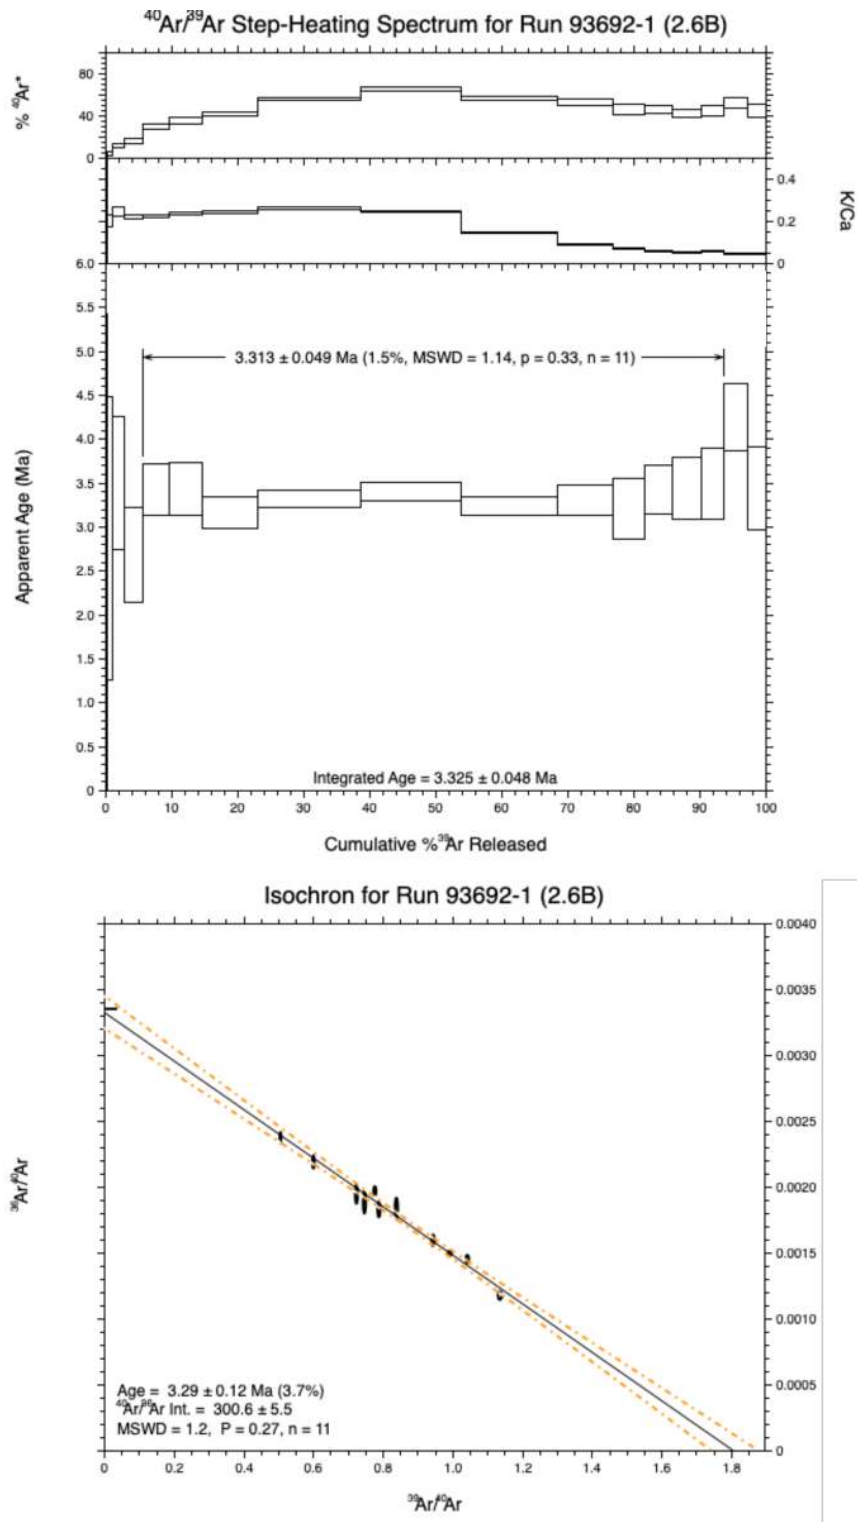 ⁴⁰Ar/³⁹Ar Step-Heating Spectrum for Run 93692-1 (2.6B)
% ⁴⁰Ar*
80
40
0
K/Ca
0.4
0.2
0
6.0
5.5
5.0
4.5
4.0
3.5
3.0
2.5
2.0
1.5
1.0
0.5
0
Apparent Age (Ma)
3.313 ± 0.049 Ma (1.5%, MSWD = 1.14, p = 0.33, n = 11)
Integrated Age = 3.325 ± 0.048 Ma
0 10 20 30 40 50 60 70 80 90 100
Cumulative %³⁹Ar Released
Isochron for Run 93692-1 (2.6B)
0.0040
0.0035
0.0030
0.0025
0.0020
0.0015
0.0010
0.0005
0
³⁶Ar/⁴⁰Ar
Age = 3.29 ± 0.12 Ma (3.7%)
⁴⁰Ar/³⁶Ar Int. = 300.6 ± 5.5
MSWD = 1.2, P = 0.27, n = 11
0 0.2 0.4 0.6 0.8 1.0 1.2 1.4 1.6 1.8
³⁹Ar/⁴⁰Ar